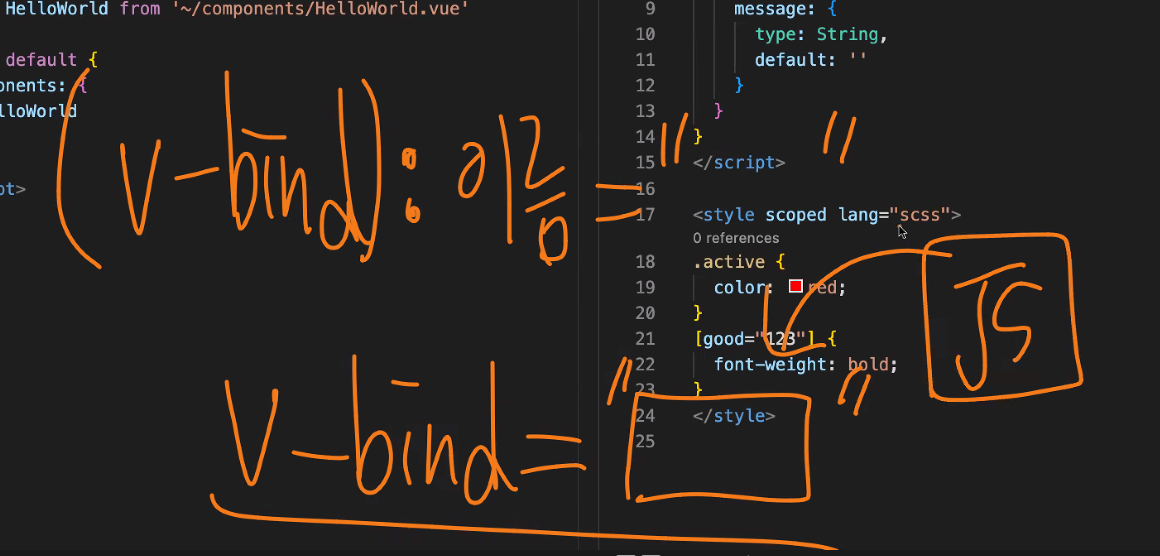 HelloWorld from '~/components/HelloWorld.vue'
default {
onents: {
lloWorld
pt>
9 message: {
10 type: String,
11 default: ''
12 }
13 }
14 }
15 </script>
16
17 <style scoped lang="scss">
0 references
18 .active {
19 color: red;
20 }
21 [good="123"] {
22 font-weight: bold;
23 }
24 </style>
25
(v-bind):이름 = " "
JS
v-bind = " "